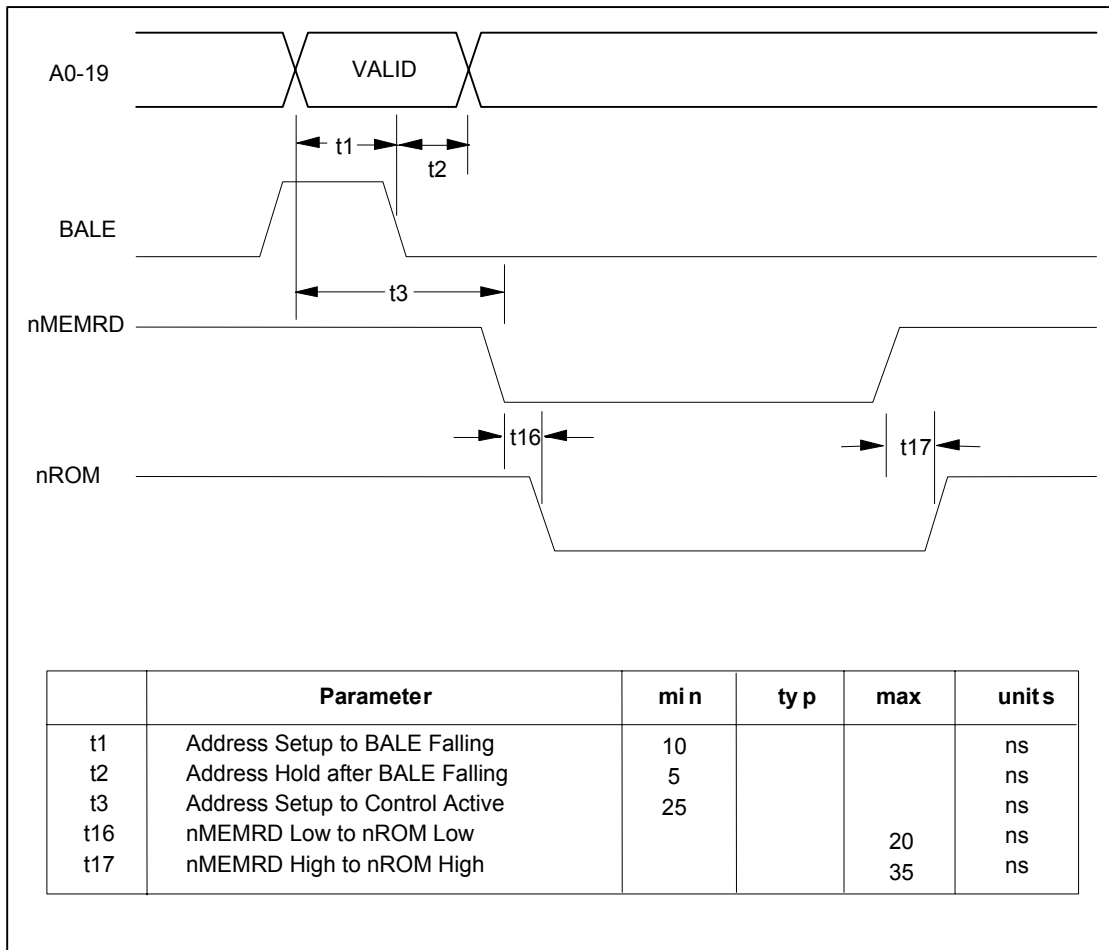 A0-19
VALID
t1
t2
BALE
t3
nMEMRD
t16
t17
nROM
Parameter min typ max units
t1 Address Setup to BALE Falling 10 ns
t2 Address Hold after BALE Falling 5 ns
t3 Address Setup to Control Active 25 ns
t16 nMEMRD Low to nROM Low 20 ns
t17 nMEMRD High to nROM High 35 ns